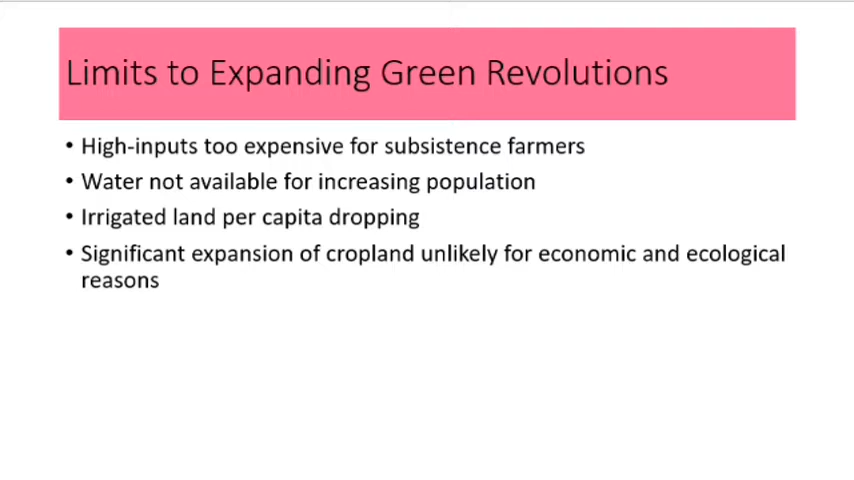 Limits to Expanding Green Revolutions
• High-inputs too expensive for subsistence farmers
• Water not available for increasing population
• Irrigated land per capita dropping
• Significant expansion of cropland unlikely for economic and ecological
reasons